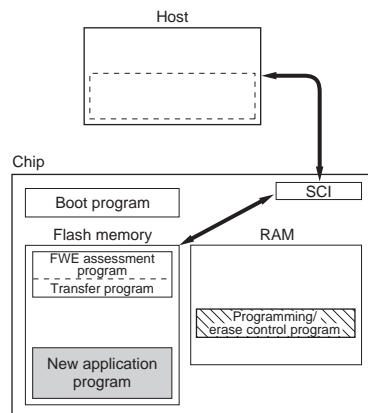 Host
Chip
SCI
Boot program
Flash memory
RAM
FWE assessment
program
Transfer program
Programming/
erase control program
New application
program